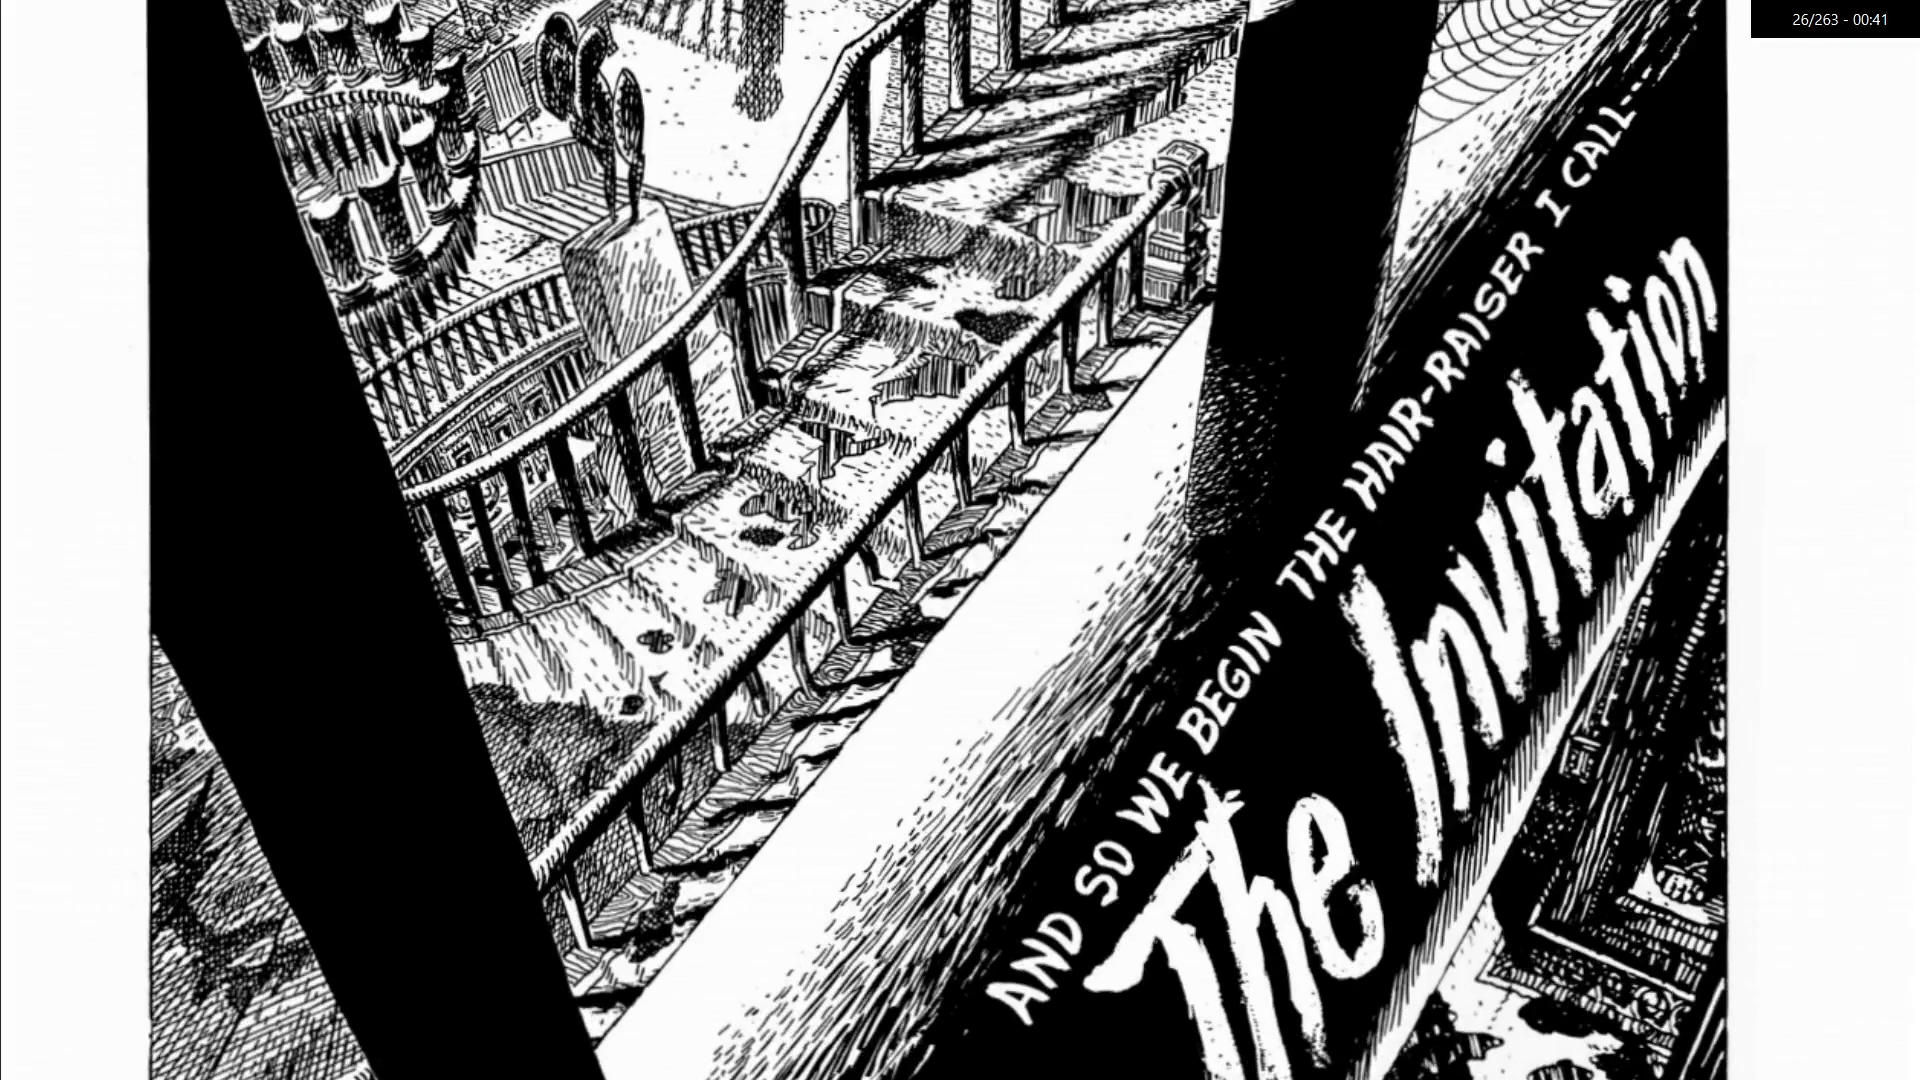 26/263 - 00:41
AND SO WE BEGIN THE HAIR-RAISER I CALL--
The Invitation